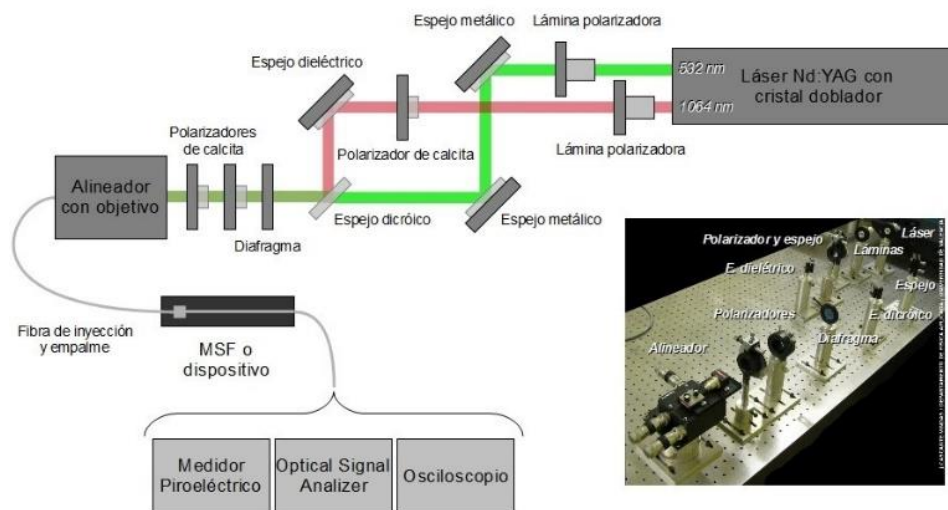 Espejo metálico
Lámina polarizadora
Espejo dieléctrico
532 nm
Láser Nd:YAG con
cristal doblador
1064 nm
Polarizadores
de calcita
Polarizador de calcita
Lámina polarizadora
Alineador
con objetivo
Diafragma
Espejo dicróico
Espejo metálico
Fibra de inyección
y empalme
MSF o
dispositivo
Medidor
Piroeléctrico
Optical Signal
Analizer
Osciloscopio
Polarizador y espejo
Láser
Láminas
E. dielétrico
Espejo
E. dicróico
Polarizadores
Diafragma
Alineador